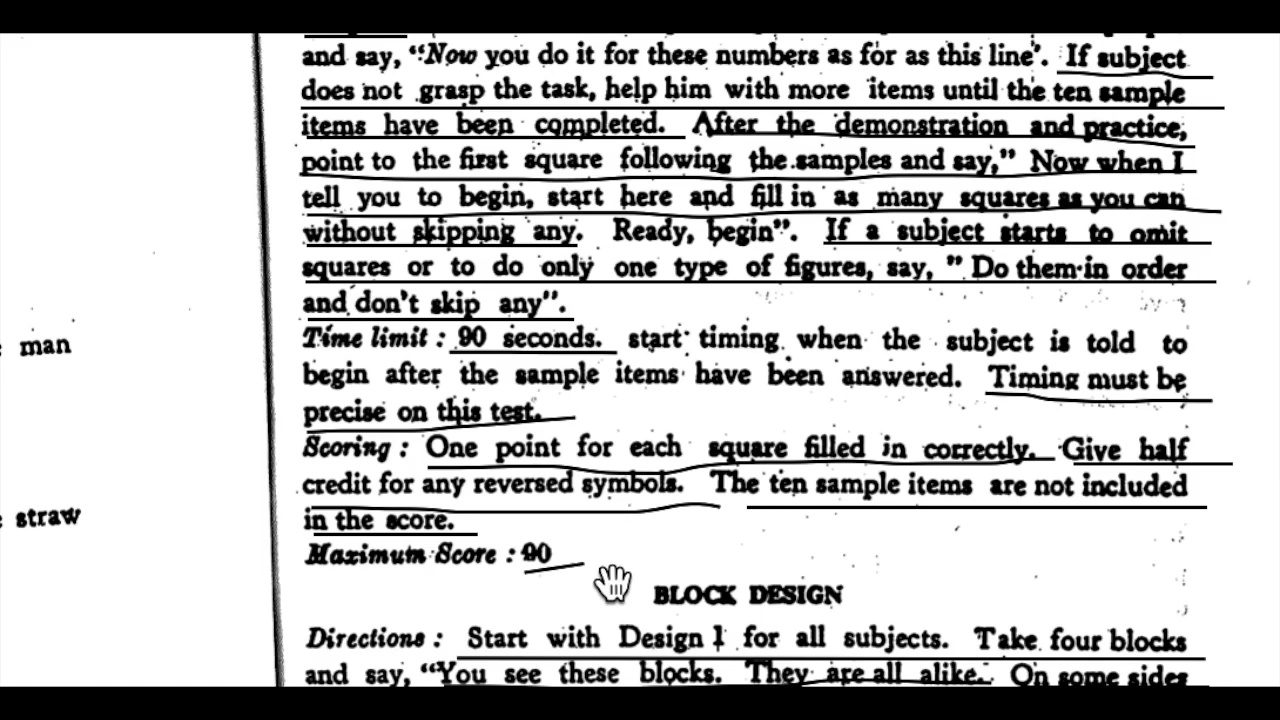 and say, “Now you do it for these numbers as for as this line’. If subject
does not grasp the task, help him with more items until the ten sample
items have been completed. After the demonstration and practice,
point to the first square following the samples and say,” Now when I
tell you to begin, start here and fill in as many squares as you can
without skipping any. Ready, begin”. If a subject starts to omit
squares or to do only one type of figures, say, ” Do them in order
and don’t skip any”.
Time limit : 90 seconds. start timing when the subject is told to
begin after the sample items have been answered. Timing must be
precise on this test.
Scoring : One point for each square filled in correctly. Give half
credit for any reversed symbols. The ten sample items are not included
in the score.
Maximum Score : 90
BLOCK DESIGN
Directions : Start with Design 1 for all subjects. Take four blocks
and say, “You see these blocks. They are all alike. On some sides
man
straw